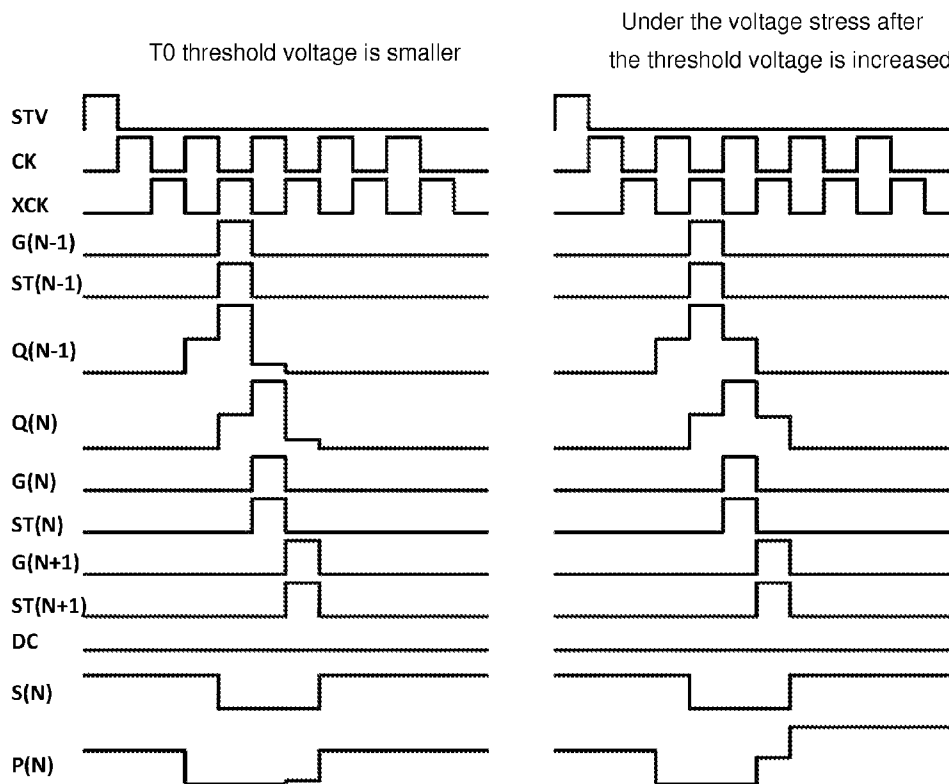 T0 threshold voltage is smaller
Under the voltage stress after
the threshold voltage is increased
STV
CK
XCK
G(N-1)
ST(N-1)
Q(N-1)
Q(N)
G(N)
ST(N)
G(N+1)
ST(N+1)
DC
S(N)
P(N)